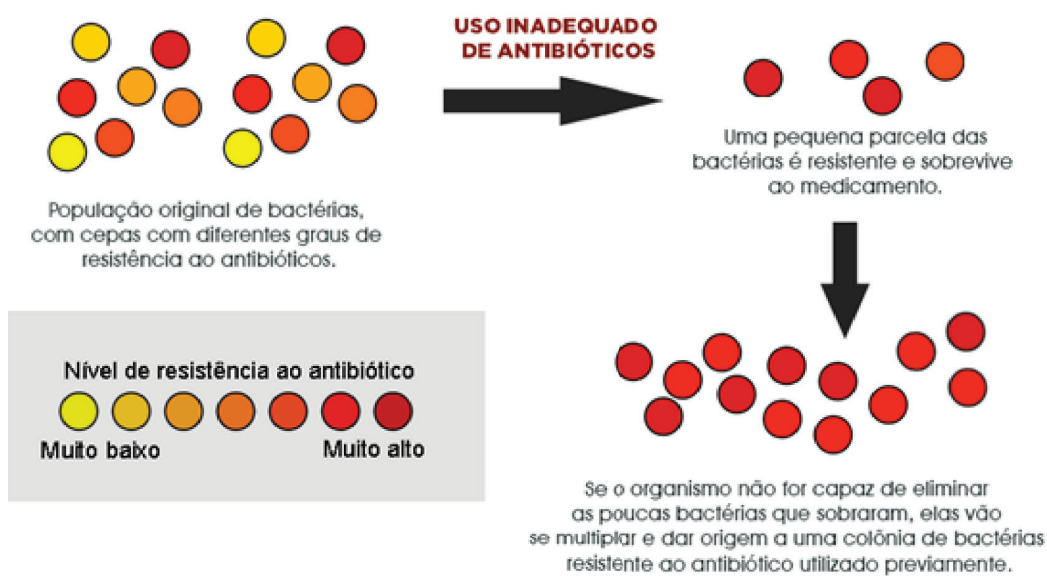 USO INADEQUADO
DE ANTIBIÓTICOS
Uma pequena parcela das
bactérias é resistente e sobrevive
ao medicamento.
População original de bactérias,
com cepas com diferentes graus de
resistência ao antibióticos.
Nível de resistência ao antibiótico
Muito baixo
Muito alto
Se o organismo não for capaz de eliminar
as poucas bactérias que sobraram, elas vão
se multiplar e dar origem a uma colônia de bactérias
resistente ao antibiótico utilizado previamente.